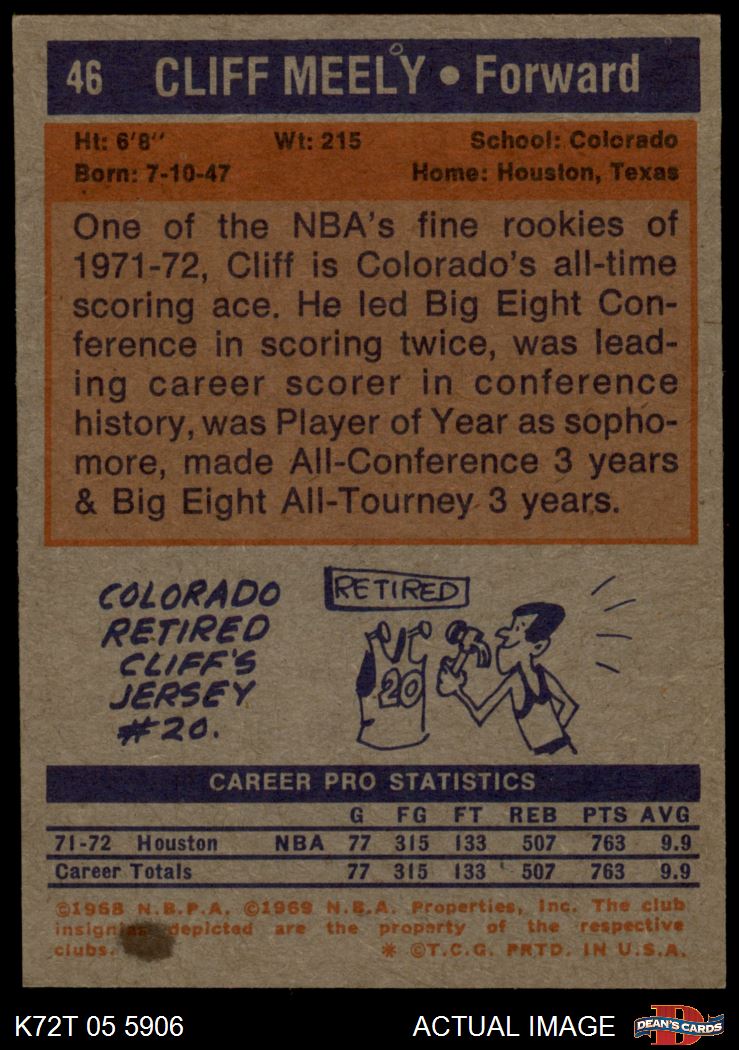 46 CLIFF MEELY • Forward
Ht: 6'8" Wt: 215 School: Colorado
Born: 7-10-47 Home: Houston, Texas
One of the NBA's fine rookies of
1971-72, Cliff is Colorado's all-time
scoring ace. He led Big Eight Con-
ference in scoring twice, was lead-
ing career scorer in conference
history, was Player of Year as sopho-
more, made All-Conference 3 years
& Big Eight All-Tourney 3 years.
COLORADO
RETIRED
CLIFF'S
JERSEY
#20.
RETIRED
20
CAREER PRO STATISTICS
G FG FT REB PTS AVG
71-72 Houston NBA 77 315 133 507 763 9.9
Career Totals 77 315 133 507 763 9.9
©1968 N.B.P.A. ©1969 N.B.A. Properties, Inc. The club
insignia depicted are the property of the respective
clubs. * ©T.C.G. PRTD. IN U.S.A.
K72T 05 5906 ACTUAL IMAGE
D
DEAN'S CARDS